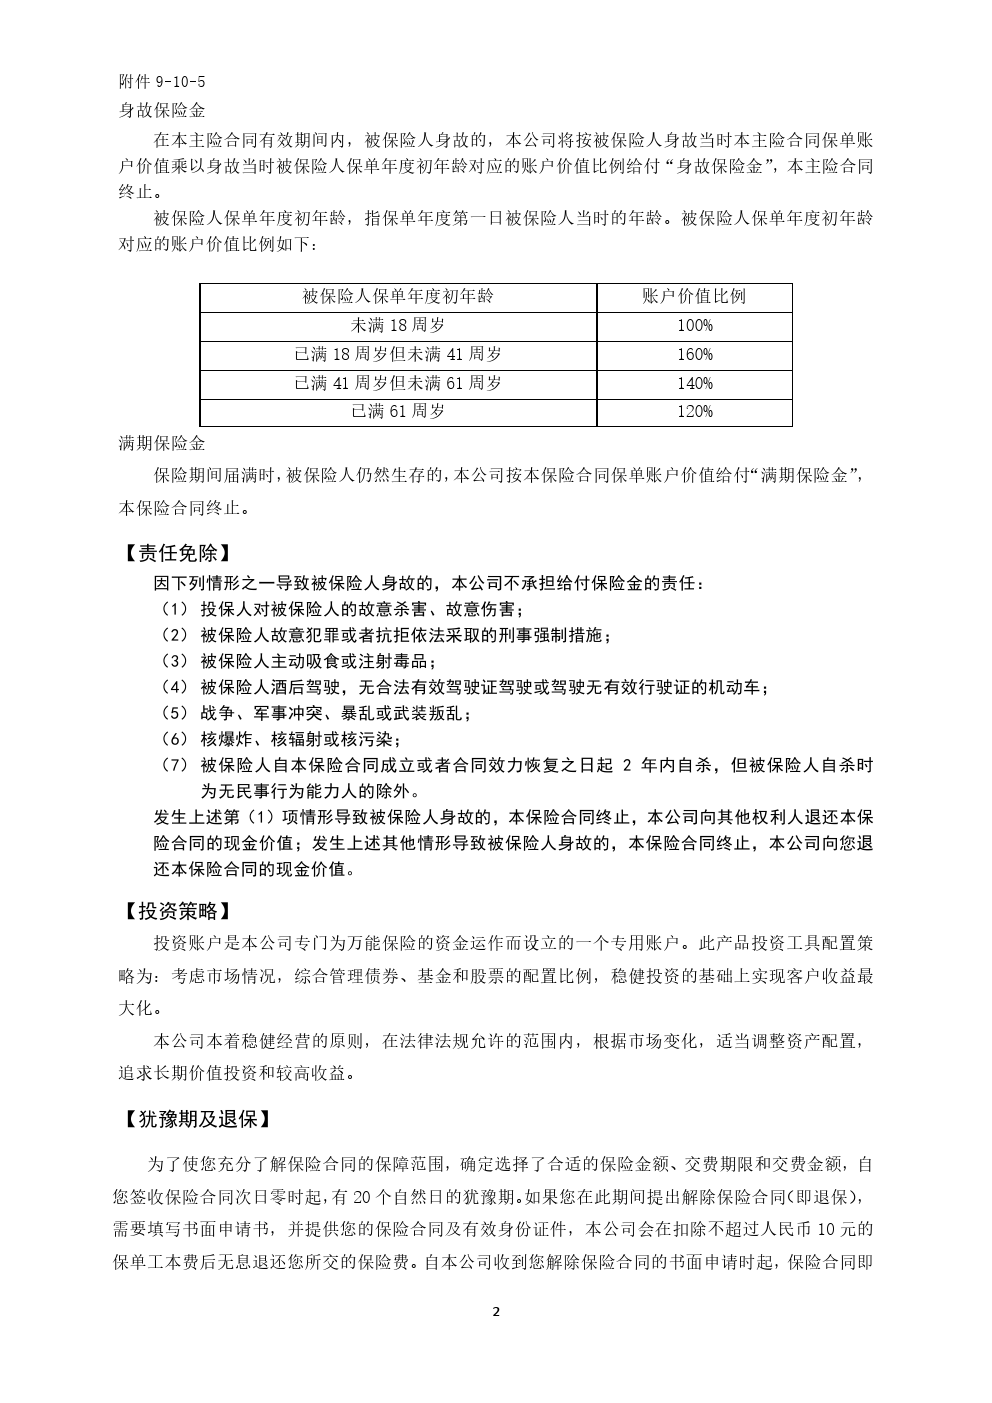 附件 9-10-5
身故保险金
在本主险合同有效期间内，被保险人身故的，本公司将按被保险人身故当时本主险合同保单账
户价值乘以身故当时被保险人保单年度初年龄对应的账户价值比例给付“身故保险金”，本主险合同
终止。
被保险人保单年度初年龄，指保单年度第一日被保险人当时的年龄。被保险人保单年度初年龄
对应的账户价值比例如下：
被保险人保单年度初年龄 账户价值比例
未满 18 周岁 100%
已满 18 周岁但未满 41 周岁 160%
已满 41 周岁但未满 61 周岁 140%
已满 61 周岁 120%
满期保险金
保险期间届满时，被保险人仍然生存的，本公司按本保险合同保单账户价值给付“满期保险金”，
本保险合同终止。
【责任免除】
因下列情形之一导致被保险人身故的，本公司不承担给付保险金的责任：
（1） 投保人对被保险人的故意杀害、故意伤害；
（2） 被保险人故意犯罪或者抗拒依法采取的刑事强制措施；
（3） 被保险人主动吸食或注射毒品；
（4） 被保险人酒后驾驶，无合法有效驾驶证驾驶或驾驶无有效行驶证的机动车；
（5） 战争、军事冲突、暴乱或武装叛乱；
（6） 核爆炸、核辐射或核污染；
（7） 被保险人自本保险合同成立或者合同效力恢复之日起 2 年内自杀，但被保险人自杀时
为无民事行为能力人的除外。
发生上述第（1）项情形导致被保险人身故的，本保险合同终止，本公司向其他权利人退还本保
险合同的现金价值；发生上述其他情形导致被保险人身故的，本保险合同终止，本公司向您退
还本保险合同的现金价值。
【投资策略】
投资账户是本公司专门为万能保险的资金运作而设立的一个专用账户。此产品投资工具配置策
略为：考虑市场情况，综合管理债券、基金和股票的配置比例，稳健投资的基础上实现客户收益最
大化。
本公司本着稳健经营的原则，在法律法规允许的范围内，根据市场变化，适当调整资产配置，
追求长期价值投资和较高收益。
【犹豫期及退保】
为了使您充分了解保险合同的保障范围，确定选择了合适的保险金额、交费期限和交费金额，自
您签收保险合同次日零时起，有 20 个自然日的犹豫期。如果您在此期间提出解除保险合同（即退保），
需要填写书面申请书，并提供您的保险合同及有效身份证件，本公司会在扣除不超过人民币 10 元的
保单工本费后无息退还您所交的保险费。自本公司收到您解除保险合同的书面申请时起，保险合同即
2